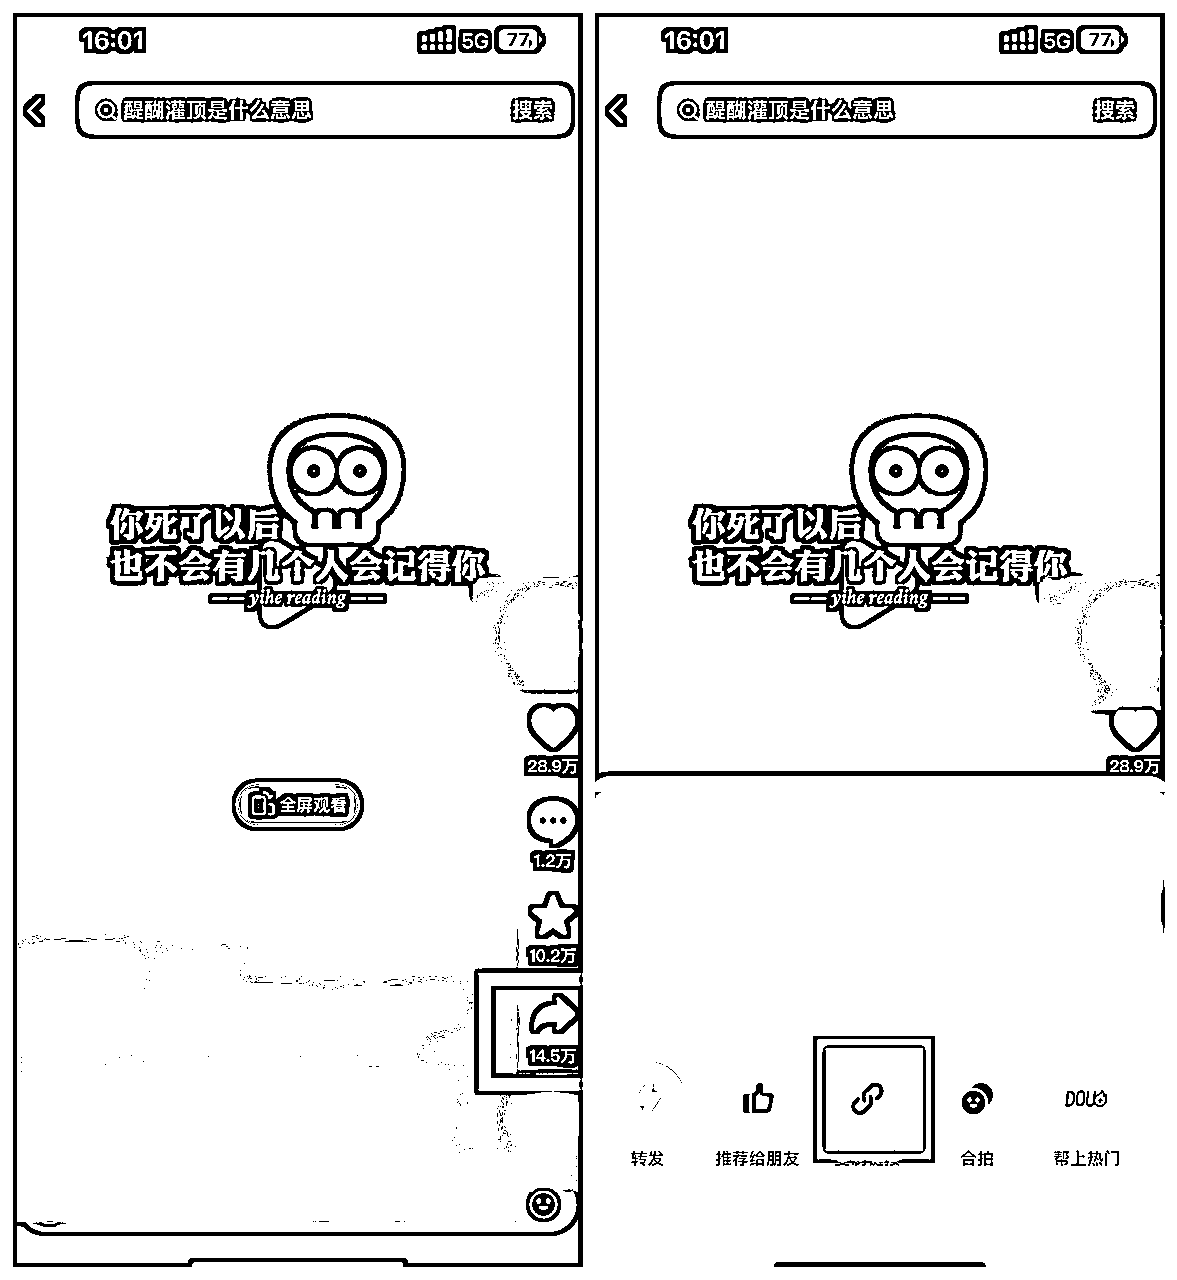 16:01
5G 77
醍醐灌顶是什么意思 搜索
你死了以后
也不会有几个人会记得你
yihe reading
28.9万
全屏观看
1.2万
10.2万
14.5万
16:01
5G 77
醍醐灌顶是什么意思 搜索
你死了以后
也不会有几个人会记得你
yihe reading
28.9万
DOU
转发 推荐给朋友 合拍 帮上热门